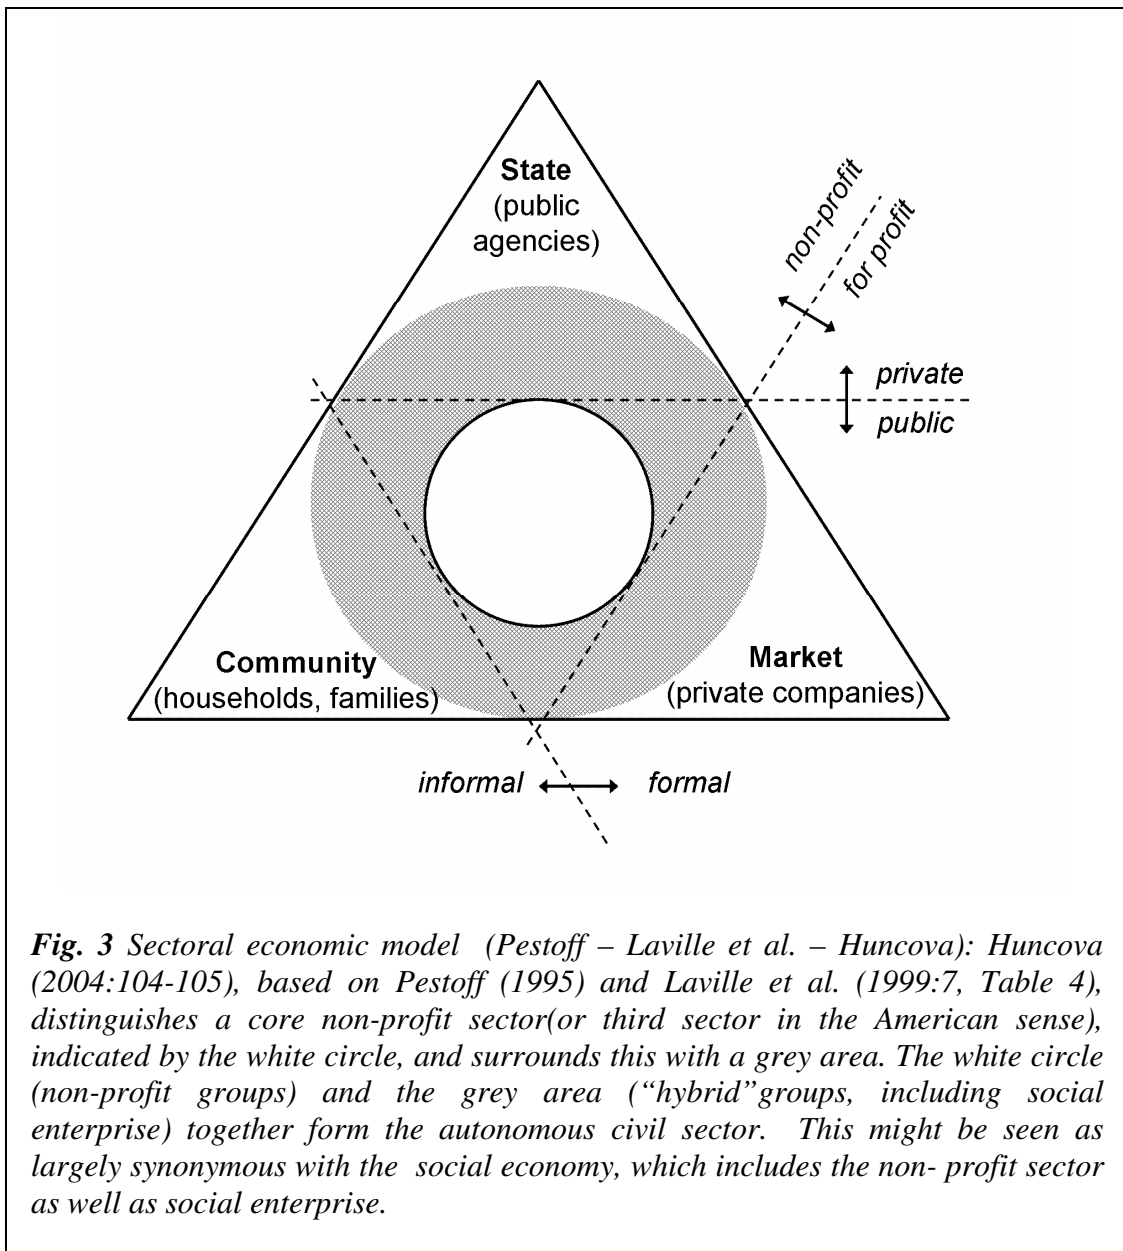 State
(public
agencies)
non-profit
for profit
private
public
Community
(households, families)
Market
(private companies)
informal
formal
Fig. 3 Sectoral economic model (Pestoff – Laville et al. – Huncova): Huncova
(2004:104-105), based on Pestoff (1995) and Laville et al. (1999:7, Table 4),
distinguishes a core non-profit sector(or third sector in the American sense),
indicated by the white circle, and surrounds this with a grey area. The white circle
(non-profit groups) and the grey area (“hybrid”groups, including social
enterprise) together form the autonomous civil sector. This might be seen as
largely synonymous with the social economy, which includes the non- profit sector
as well as social enterprise.